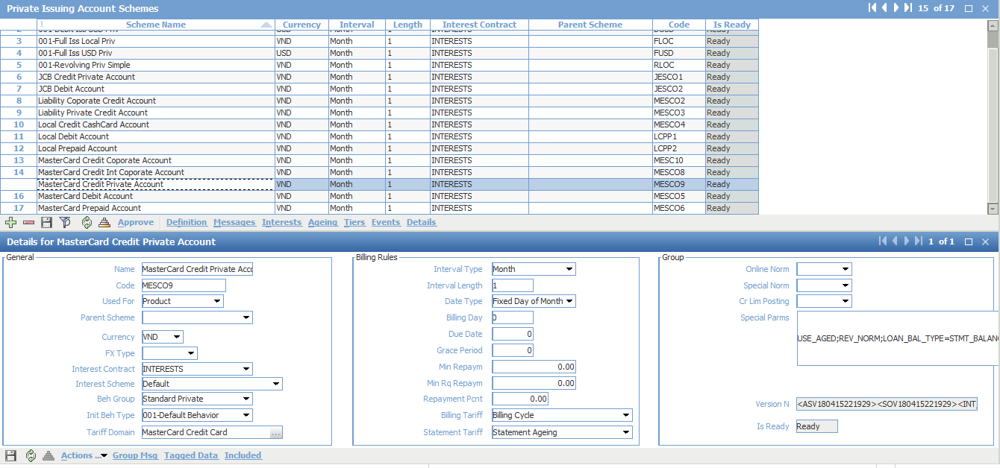 Private Issuing Account Schemes 15 of 17
1 Scheme Name Currency Interval Length Interest Contract Parent Scheme Code Is Ready
3 001-Full Iss Local Priv VND Month 1 INTERESTS FLOC Ready
4 001-Full Iss USD Priv USD Month 1 INTERESTS FUSD Ready
5 001-Revolving Priv Simple VND Month 1 INTERESTS RLOC Ready
6 JCB Credit Private Account VND Month 1 INTERESTS JESCO1 Ready
7 JCB Debit Account VND Month 1 INTERESTS JESCO2 Ready
8 Liability Coporate Credit Account VND Month 1 INTERESTS MESCO2 Ready
9 Liability Private Credit Account VND Month 1 INTERESTS MESCO3 Ready
10 Local Credit CashCard Account VND Month 1 INTERESTS MESCO4 Ready
11 Local Debit Account VND Month 1 INTERESTS LCPP1 Ready
12 Local Prepaid Account VND Month 1 INTERESTS LCPP2 Ready
13 MasterCard Credit Coporate Account VND Month 1 INTERESTS MESC10 Ready
14 MasterCard Credit Int Coporate Account VND Month 1 INTERESTS MESCO8 Ready
MasterCard Credit Private Account VND Month 1 INTERESTS MESCO9 Ready
16 MasterCard Debit Account VND Month 1 INTERESTS MESCO5 Ready
17 MasterCard Prepaid Account VND Month 1 INTERESTS MESCO6 Ready
Approve Definition Messages Interests Ageing Tiers Events Details
Details for MasterCard Credit Private Account 1 of 1
General
Name MasterCard Credit Private Acco
Code MESCO9
Used For Product
Parent Scheme
Currency VND
FX Type
Interest Contract INTERESTS
Interest Scheme Default
Beh Group Standard Private
Init Beh Type 001-Default Behavior
Tariff Domain MasterCard Credit Card ...
Billing Rules
Interval Type Month
Interval Length 1
Date Type Fixed Day of Month
Billing Day 0
Due Date 0
Grace Period 0
Min Repaym 0.00
Min Rq Repaym 0.00
Repayment Pcnt 0.00
Billing Tariff Billing Cycle
Statement Tariff Statement Ageing
Group
Online Norm
Special Norm
Cr Lim Posting
Special Parms
USE_AGED;REV_NORM;LOAN_BAL_TYPE=STMT_BALANC
Version N <ASV180415221929><SOV180415221929><INT
Is Ready Ready
Actions ... Group Msg Tagged Data Included